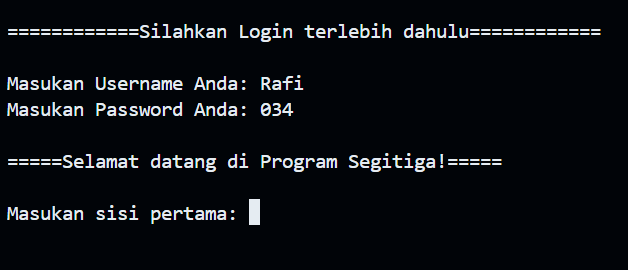 ============Silahkan Login terlebih dahulu============
Masukan Username Anda: Rafi
Masukan Password Anda: 034
=====Selamat datang di Program Segitiga!=====
Masukan sisi pertama: